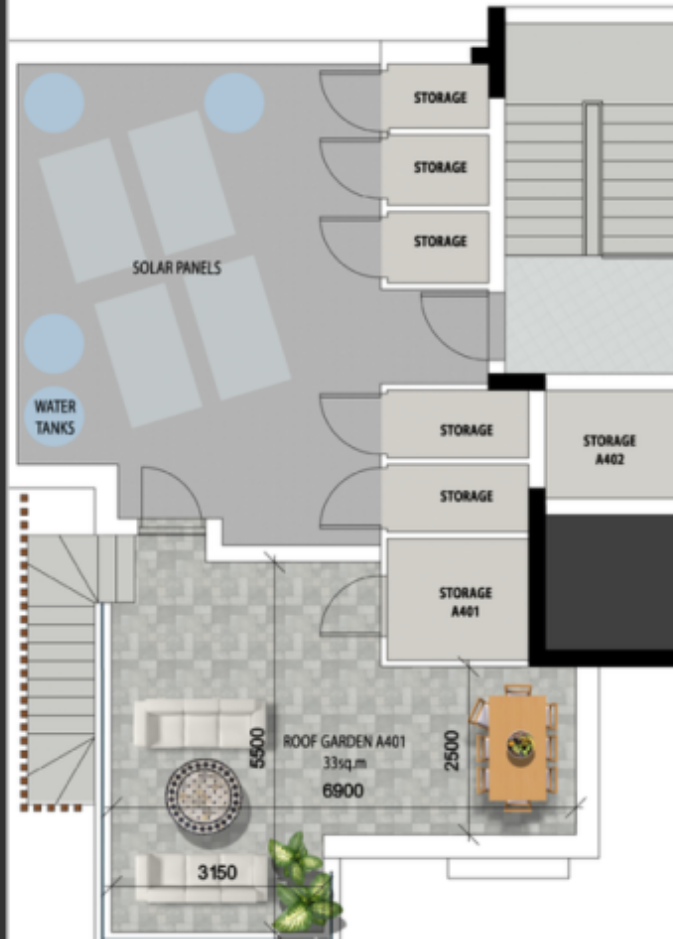 STORAGE
STORAGE
STORAGE
SOLAR PANELS
WATER
TANKS
STORAGE
STORAGE
A402
STORAGE
STORAGE
A401
ROOF GARDEN A401
33sq.m
5500
2500
6900
3150